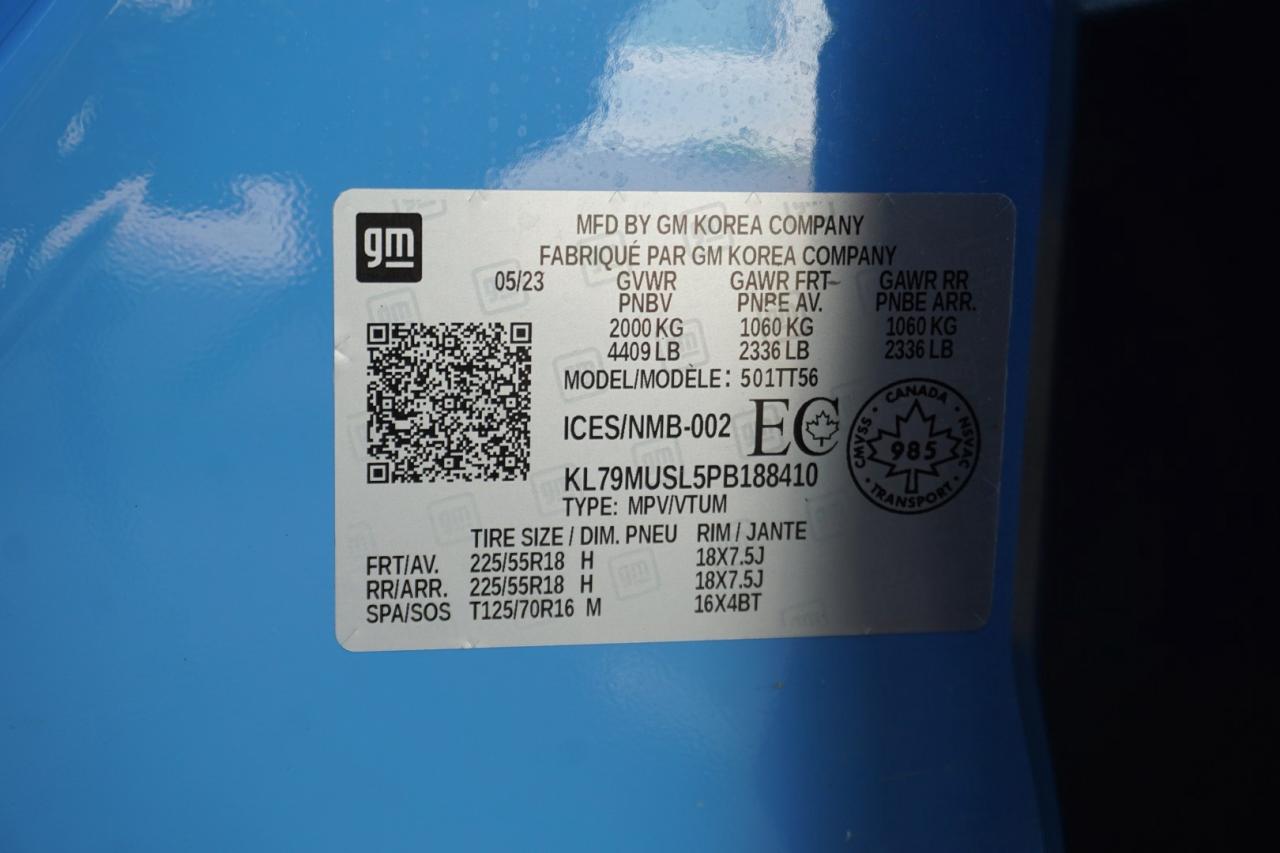 gm
MFD BY GM KOREA COMPANY
FABRIQUÉ PAR GM KOREA COMPANY
05/23 GVWR GAWR FRT GAWR RR
PNBV PNBE AV. PNBE ARR.
2000 KG 1060 KG 1060 KG
4409 LB 2336 LB 2336 LB
MODEL/MODÈLE: 501TT56
ICES/NMB-002 EC
CANADA
CMVSS 985 NSVAC
TRANSPORT
KL79MUSL5PB188410
TYPE: MPV/VTUM
TIRE SIZE / DIM. PNEU RIM / JANTE
FRT/AV. 225/55R18 H 18X7.5J
RR/ARR. 225/55R18 H 18X7.5J
SPA/SOS T125/70R16 M 16X4BT